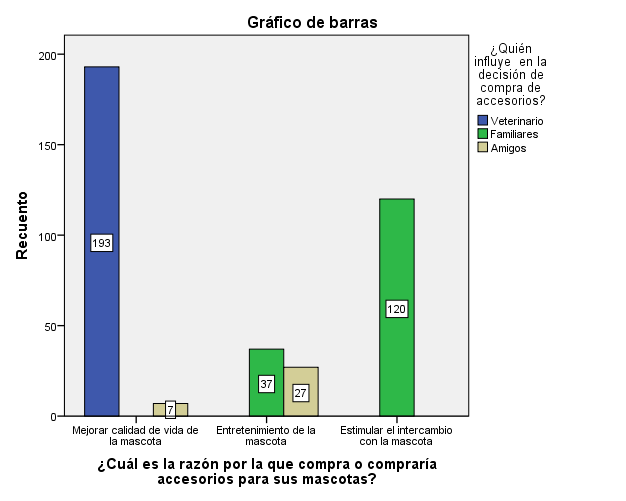 Gráfico de barras
¿Quién
influye en la
decisión de
compra de
accesorios?
Veterinario
Familiares
Amigos
Recuento
200
150
100
50
0
193
7
37
27
120
Mejorar calidad de vida de
la mascota
Entretenimiento de la
mascota
Estimular el intercambio
con la mascota
¿Cuál es la razón por la que compra o compraría
accesorios para sus mascotas?